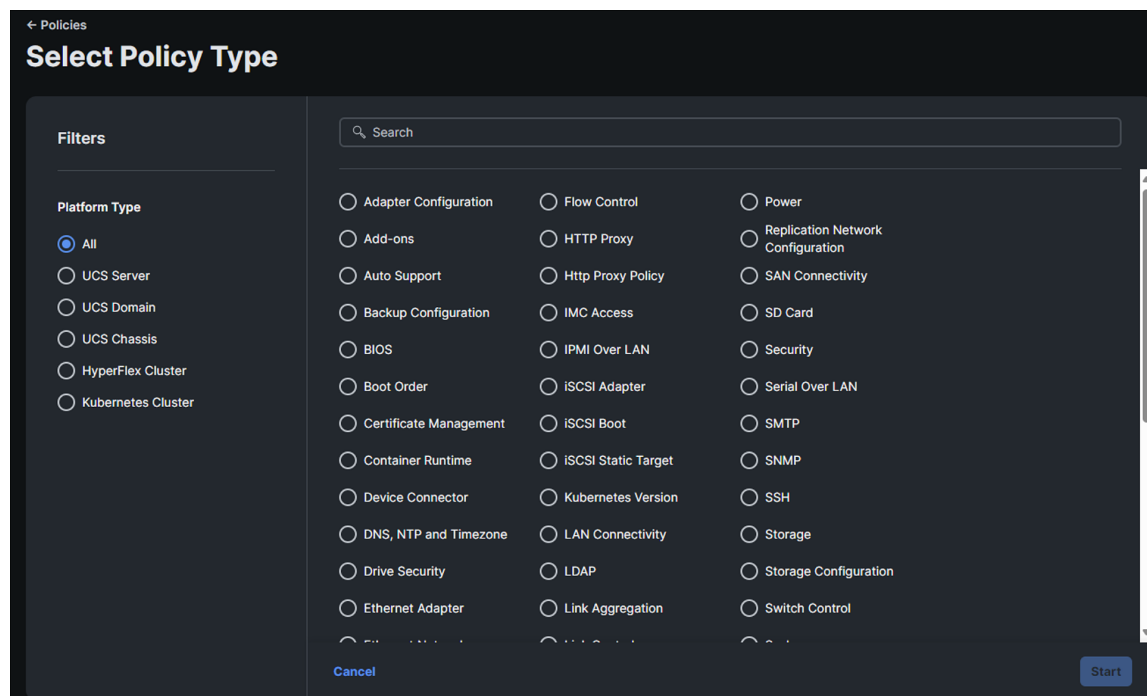 ← Policies
Select Policy Type
Filters
Platform Type
All
UCS Server
UCS Domain
UCS Chassis
HyperFlex Cluster
Kubernetes Cluster
Search
Adapter Configuration
Add-ons
Auto Support
Backup Configuration
BIOS
Boot Order
Certificate Management
Container Runtime
Device Connector
DNS, NTP and Timezone
Drive Security
Ethernet Adapter
Flow Control
HTTP Proxy
Http Proxy Policy
IMC Access
IPMI Over LAN
iSCSI Adapter
iSCSI Boot
iSCSI Static Target
Kubernetes Version
LAN Connectivity
LDAP
Link Aggregation
Power
Replication Network
Configuration
SAN Connectivity
SD Card
Security
Serial Over LAN
SMTP
SNMP
SSH
Storage
Storage Configuration
Switch Control
Cancel
Start